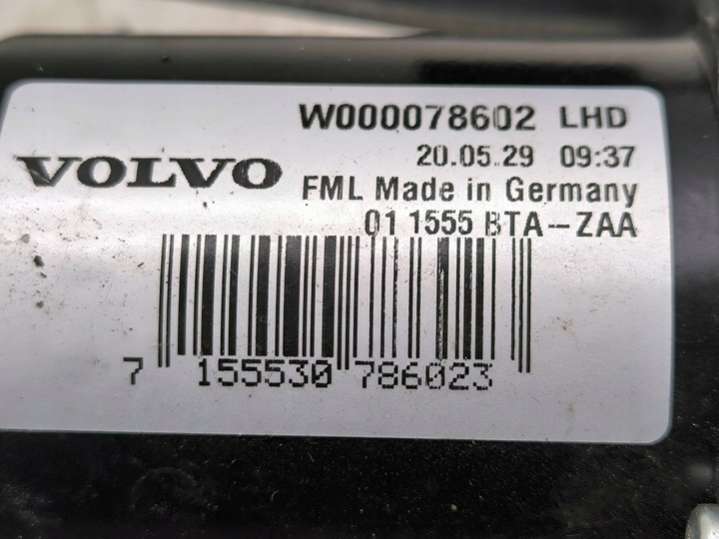 W000078602 LHD
20.05.29 09:37
VOLVO
FML Made in Germany
01 1555 BTA-ZAA
7 155530 786023